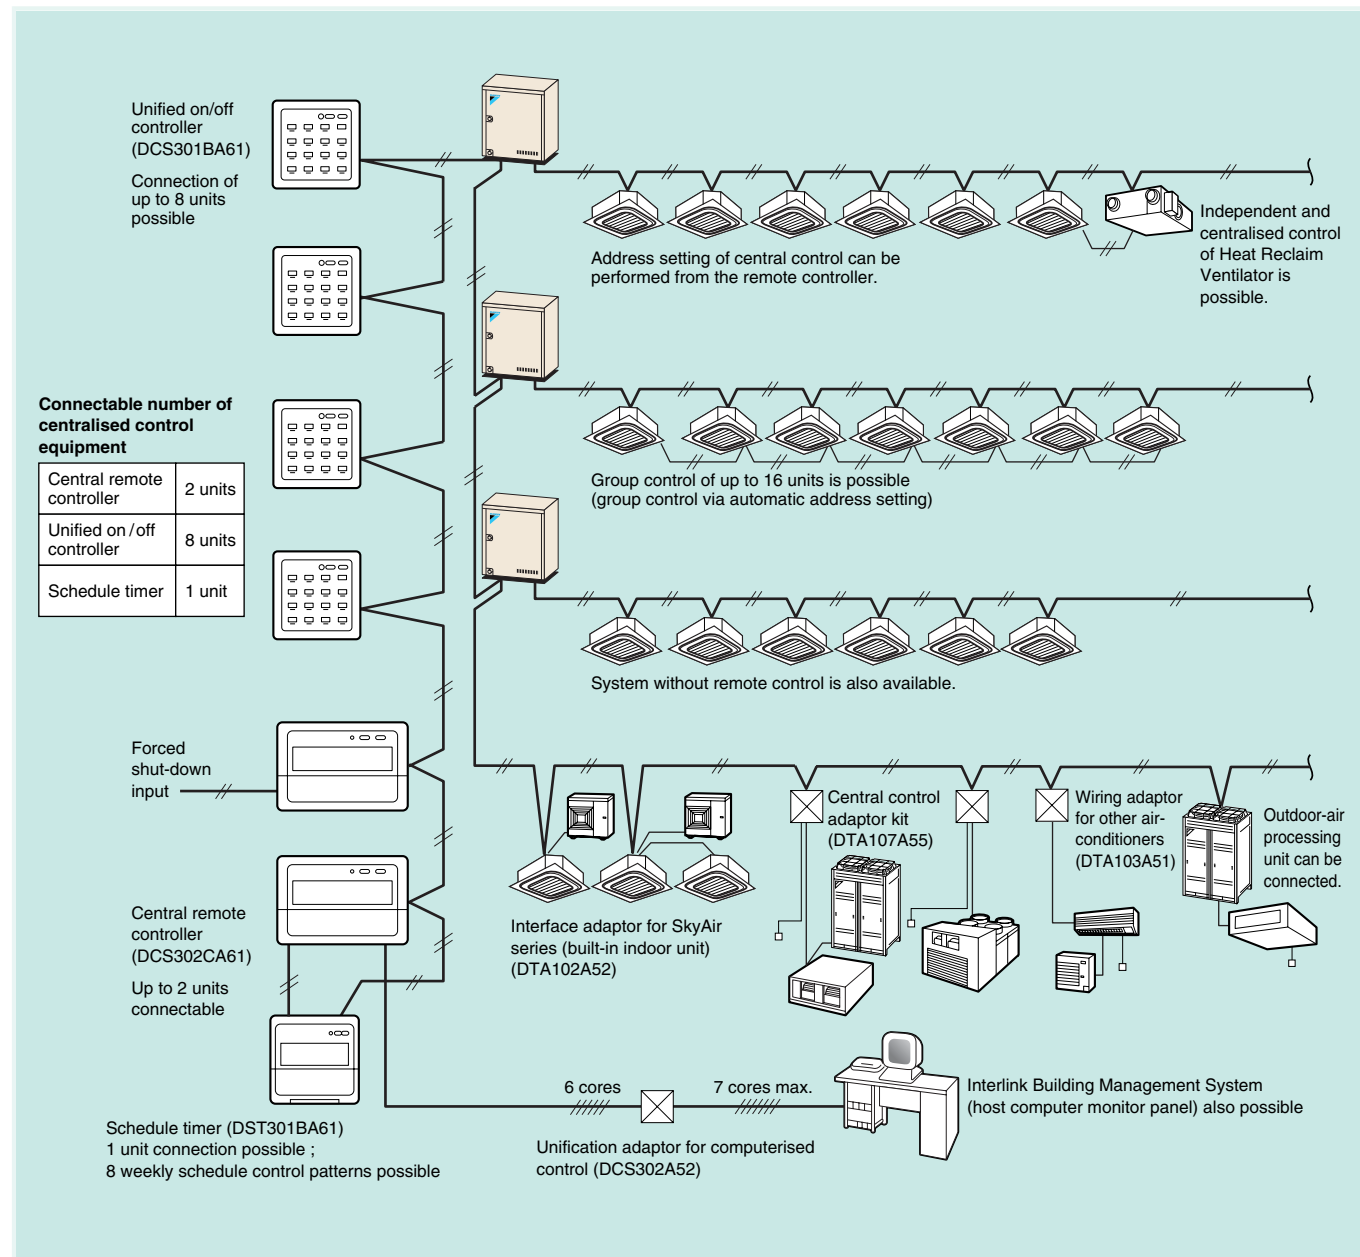 Unified on/off
controller
(DCS301BA61)
Connection of
up to 8 units
possible
Address setting of central control can be
performed from the remote controller.
Independent and
centralised control
of Heat Reclaim
Ventilator is
possible.
Connectable number of
centralised control
equipment
Central remote
controller
2 units
Unified on/off
controller
8 units
Schedule timer
1 unit
Group control of up to 16 units is possible
(group control via automatic address setting)
System without remote control is also available.
Forced
shut-down
input
Central control
adaptor kit
(DTA107A55)
Wiring adaptor
for other air-
conditioners
(DTA103A51)
Outdoor-air
processing
unit can be
connected.
Central remote
controller
(DCS302CA61)
Up to 2 units
connectable
Interface adaptor for SkyAir
series (built-in indoor unit)
(DTA102A52)
6 cores
7 cores max.
Interlink Building Management System
(host computer monitor panel) also possible
Schedule timer (DST301BA61)
1 unit connection possible ;
8 weekly schedule control patterns possible
Unification adaptor for computerised
control (DCS302A52)